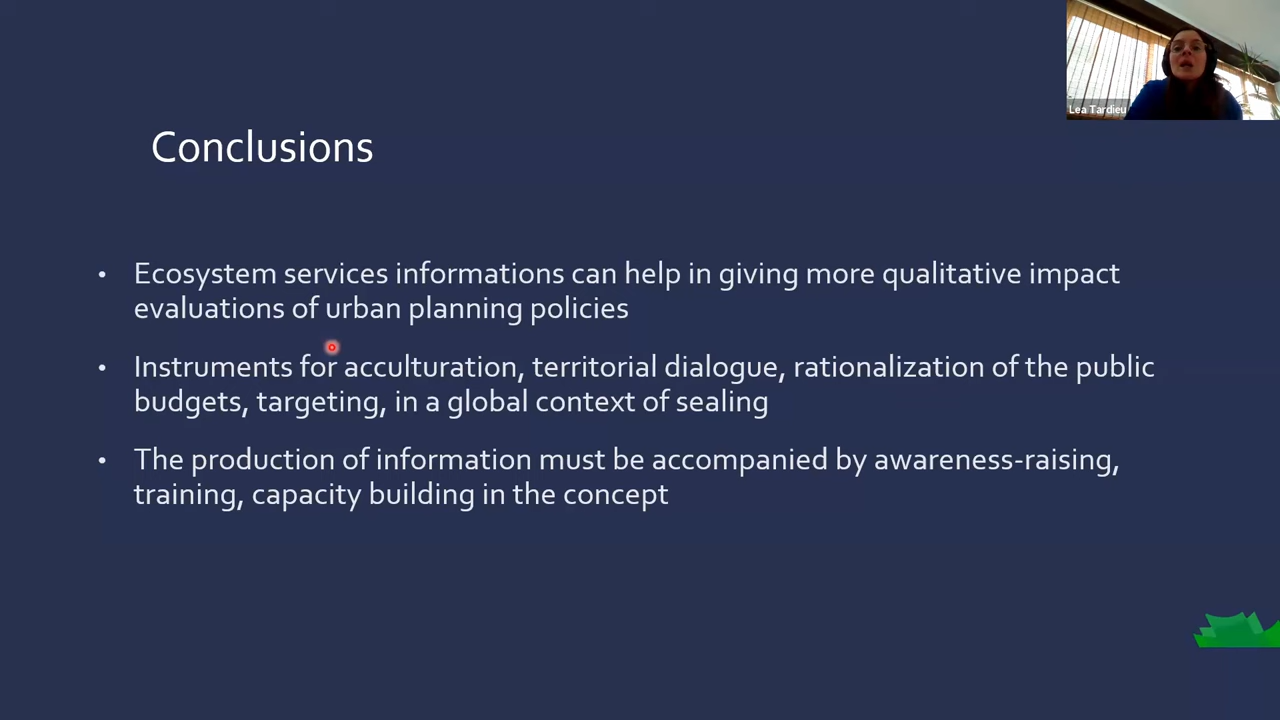 Lea Tardieu
Conclusions
• Ecosystem services informations can help in giving more qualitative impact
evaluations of urban planning policies
• Instruments for acculturation, territorial dialogue, rationalization of the public
budgets, targeting, in a global context of sealing
• The production of information must be accompanied by awareness-raising,
training, capacity building in the concept